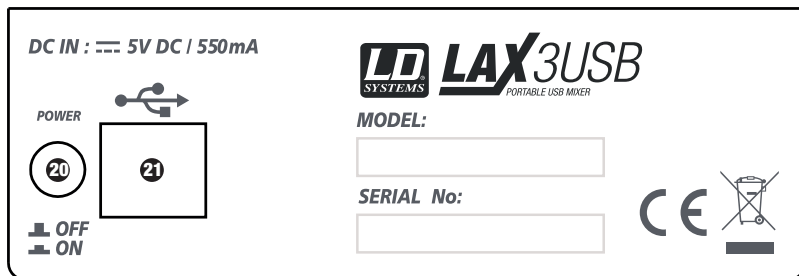 DC IN : 5V DC / 550mA
POWER
20
21
OFF
ON
LD
SYSTEMS
LAX3USB
PORTABLE USB MIXER
MODEL:
SERIAL No:
CE